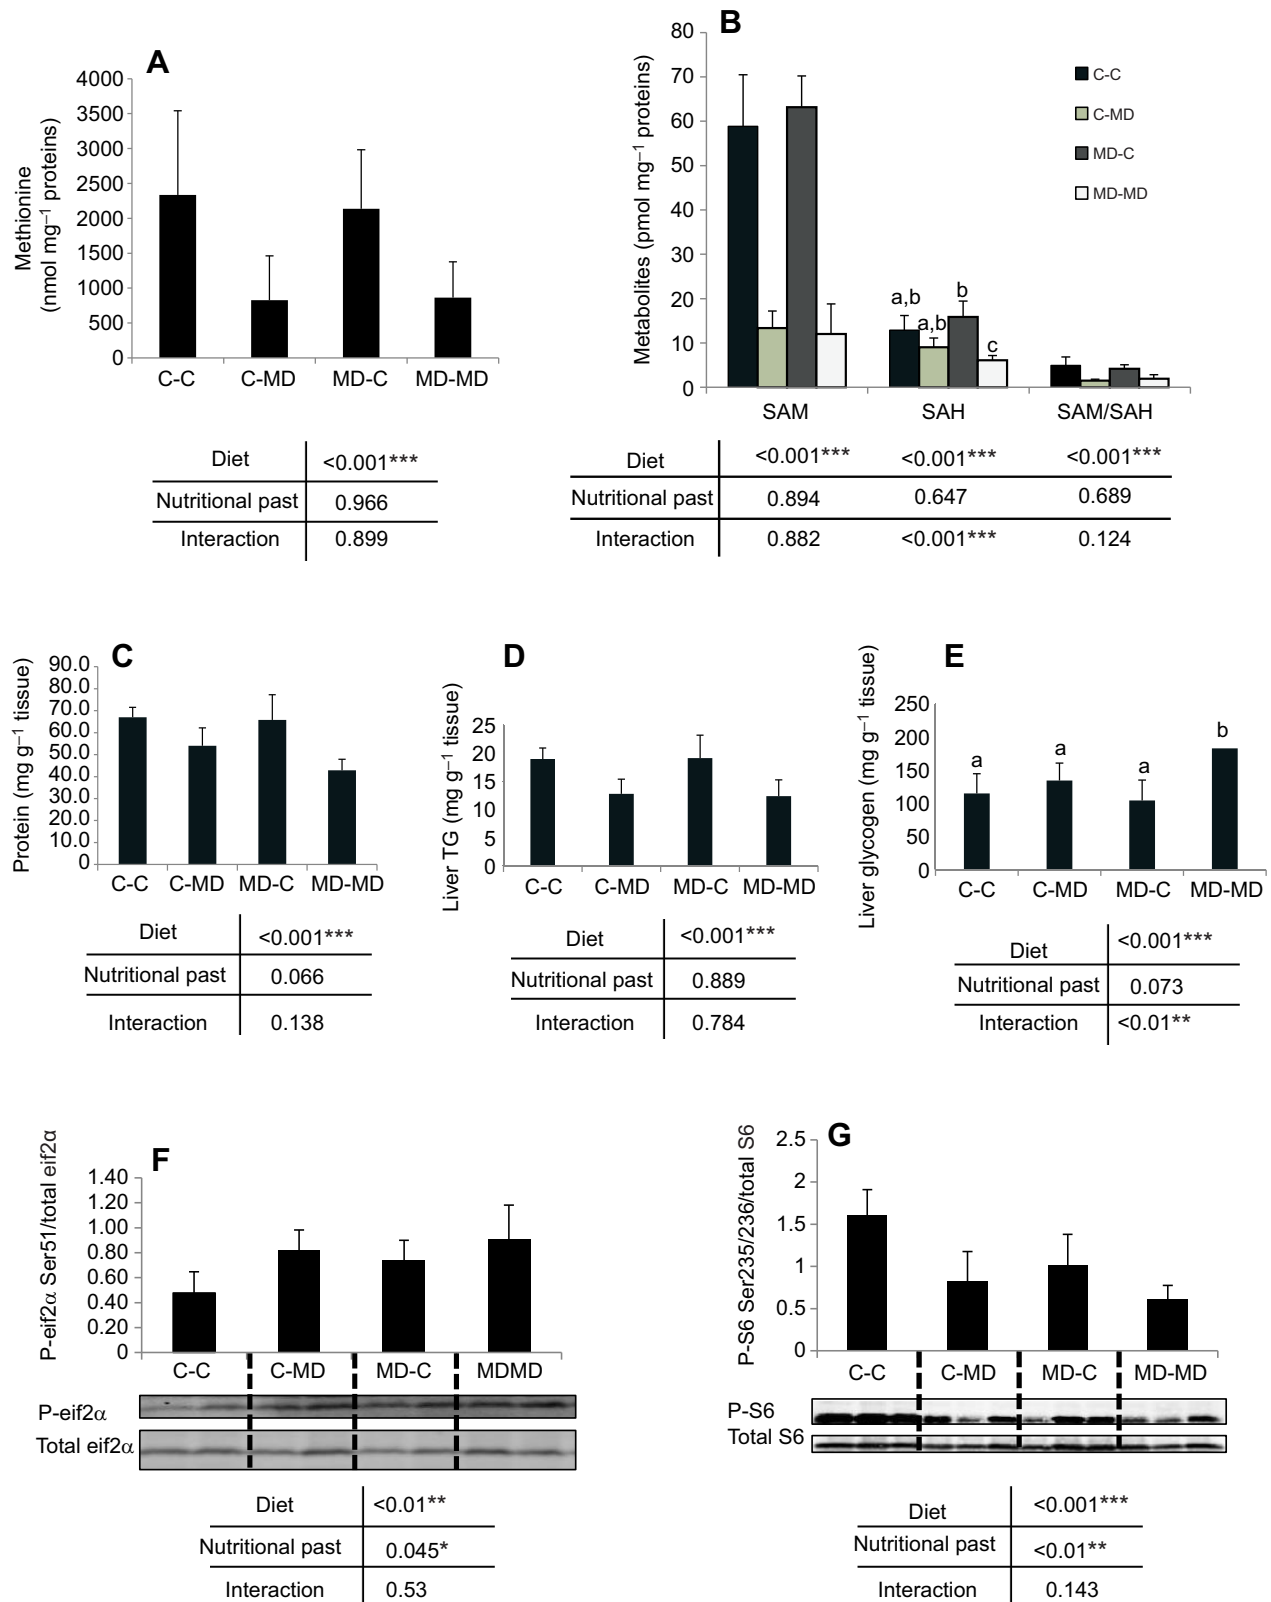 A
Methionine
(nmol mg–1 proteins)
4000
3500
3000
2500
2000
1500
1000
500
0
C-C C-MD MD-C MD-MD
Diet <0.001***
Nutritional past 0.966
Interaction 0.899
B
Metabolites (pmol mg–1 proteins)
80
70
60
50
40
30
20
10
0
C-C
C-MD
MD-C
MD-MD
a,b a,b b c
SAM SAH SAM/SAH
Diet <0.001*** <0.001*** <0.001***
Nutritional past 0.894 0.647 0.689
Interaction 0.882 <0.001*** 0.124
C
Protein (mg g–1 tissue)
90.0
80.0
70.0
60.0
50.0
40.0
30.0
20.0
10.0
0
C-C C-MD MD-C MD-MD
Diet <0.001***
Nutritional past 0.066
Interaction 0.138
D
Liver TG (mg g–1 tissue)
25
20
15
10
5
0
C-C C-MD MD-C MD-MD
Diet <0.001***
Nutritional past 0.889
Interaction 0.784
E
Liver glycogen (mg g–1 tissue)
250
200
150
100
50
0
a a a b
C-C C-MD MD-C MD-MD
Diet <0.001***
Nutritional past 0.073
Interaction <0.01**
F
P-eif2α Ser51/total eif2α
1.40
1.20
1.00
0.80
0.60
0.40
0.20
0
C-C C-MD MD-C MDMD
P-eif2α
Total eif2α
Diet <0.01**
Nutritional past 0.045*
Interaction 0.53
G
P-S6 Ser235/236/total S6
2.5
2
1.5
1
0.5
0
C-C C-MD MD-C MD-MD
P-S6
Total S6
Diet <0.001***
Nutritional past <0.01**
Interaction 0.143